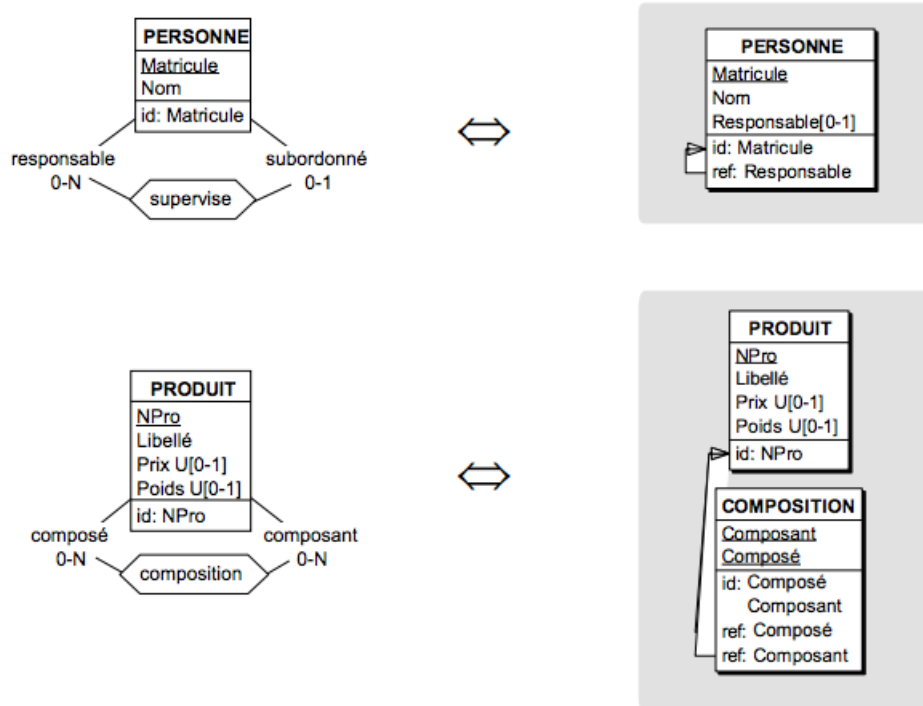 PERSONNE
Matricule
Nom
id: Matricule
responsable
0-N
subordonné
0-1
supervise
PERSONNE
Matricule
Nom
Responsable[0-1]
id: Matricule
ref: Responsable
PRODUIT
NPro
Libellé
Prix U[0-1]
Poids U[0-1]
id: NPro
composé
0-N
composant
0-N
composition
PRODUIT
NPro
Libellé
Prix U[0-1]
Poids U[0-1]
id: NPro
COMPOSITION
Composant
Composé
id: Composé
Composant
ref: Composé
ref: Composant